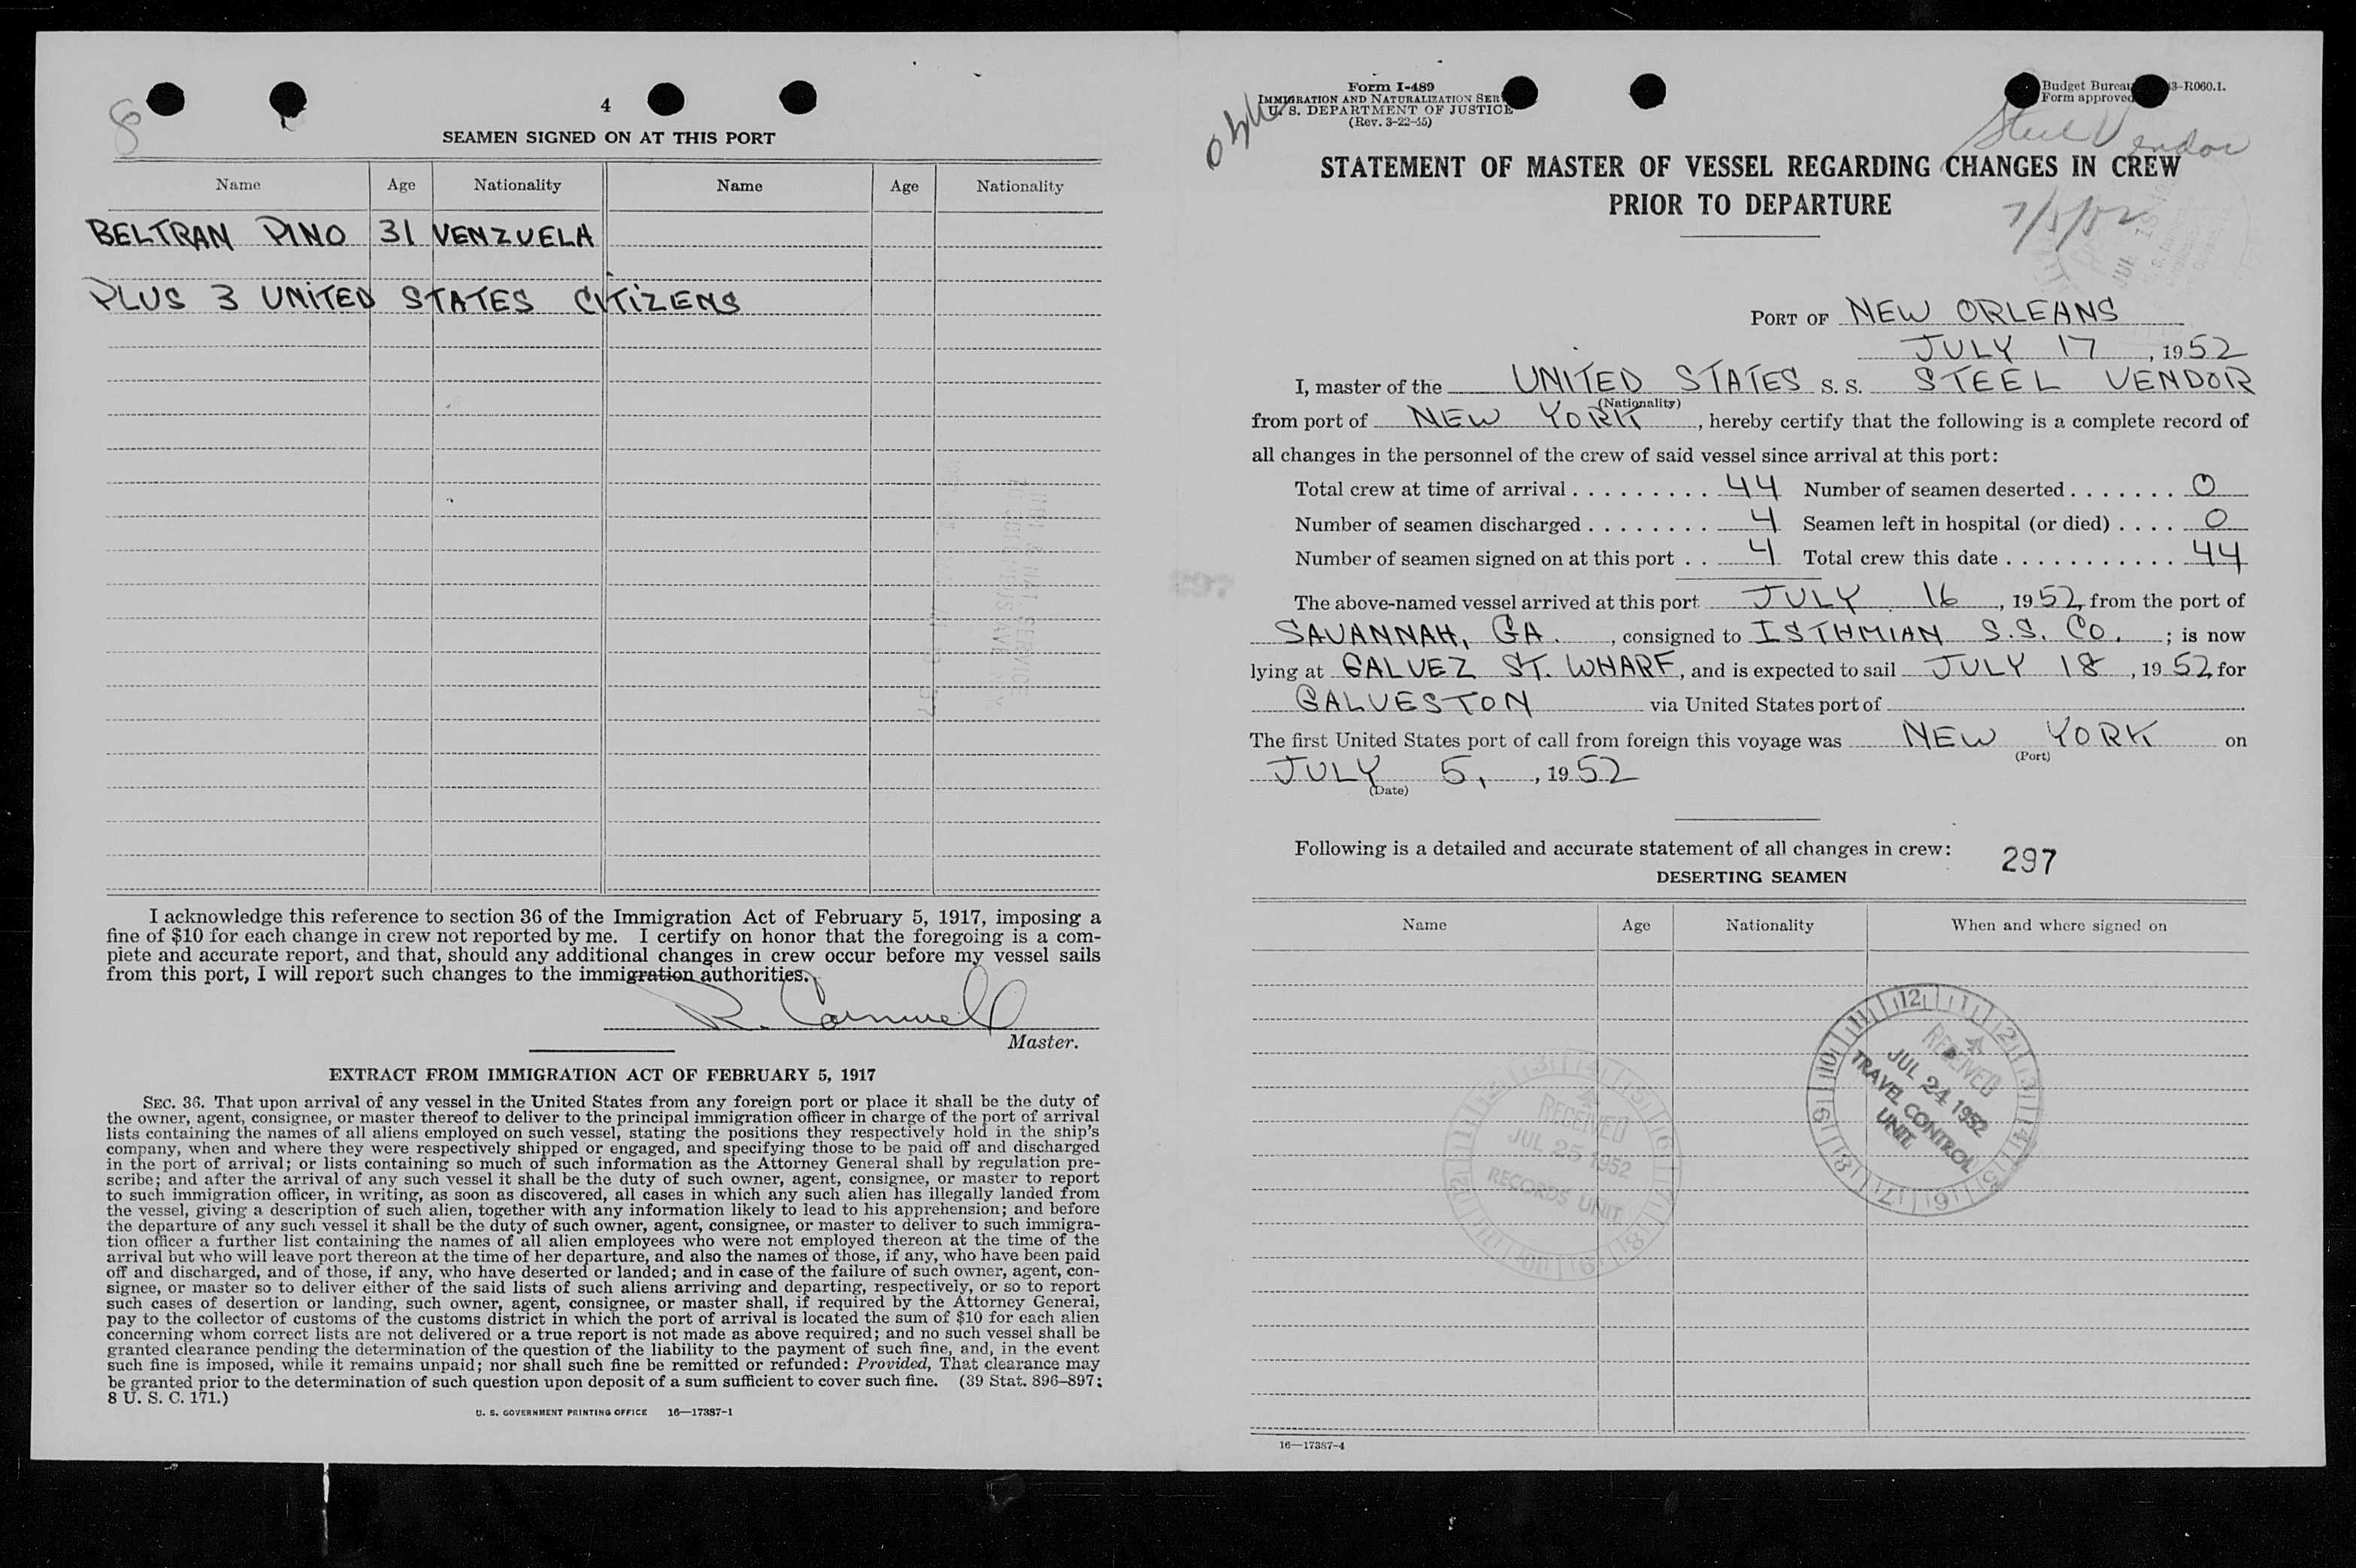 4
SEAMEN SIGNED ON AT THIS PORT
Name Age Nationality Name Age Nationality
BELTRAN PINO 31 VENZUELA
PLUS 3 UNITED STATES CITIZENS
I acknowledge this reference to section 36 of the Immigration Act of February 5, 1917, imposing a
fine of $10 for each change in crew not reported by me. I certify on honor that the foregoing is a com-
plete and accurate report, and that, should any additional changes in crew occur before my vessel sails
from this port, I will report such changes to the immigration authorities.
R.
Master.
EXTRACT FROM IMMIGRATION ACT OF FEBRUARY 5, 1917
SEC. 36. That upon arrival of any vessel in the United States from any foreign port or place it shall be the duty of
the owner, agent, consignee, or master thereof to deliver to the principal immigration officer in charge of the port of arrival
lists containing the names of all aliens employed on such vessel, stating the positions they respectively hold in the ship's
company, when and where they were respectively shipped or engaged, and specifying those to be paid off and discharged
in the port of arrival; or lists containing so much of such information as the Attorney General shall by regulation pre-
scribe; and after the arrival of any such vessel it shall be the duty of such owner, agent, consignee, or master to report
to such immigration officer, in writing, as soon as discovered, all cases in which any such alien has illegally landed from
the vessel, giving a description of such alien, together with any information likely to lead to his apprehension; and before
the departure of any such vessel it shall be the duty of such owner, agent, consignee, or master to deliver to such immigra-
tion officer a further list containing the names of all alien employees who were not employed thereon at the time of the
arrival but who will leave port thereon at the time of her departure, and also the names of those, if any, who have been paid
off and discharged, and of those, if any, who have deserted or landed; and in case of the failure of such owner, agent, con-
signee, or master so to deliver either of the said lists of such aliens arriving and departing, respectively, or so to report
such cases of desertion or landing, such owner, agent, consignee, or master shall, if required by the Attorney General,
pay to the collector of customs of the customs district in which the port of arrival is located the sum of $10 for each alien
concerning whom correct lists are not delivered or a true report is not made as above required; and no such vessel shall be
granted clearance pending the determination of the question of the liability to the payment of such fine, and, in the event
such fine is imposed, while it remains unpaid; nor shall such fine be remitted or refunded: Provided, That clearance may
be granted prior to the determination of such question upon deposit of a sum sufficient to cover such fine. (39 Stat. 896–897;
8 U. S. C. 171.)
U. S. GOVERNMENT PRINTING OFFICE 16—17387-1
Form I-489
IMMIGRATION AND NATURALIZATION SER
U. S. DEPARTMENT OF JUSTICE
(Rev. 3-22-45)
Budget Bureau 3-R060.1.
Form approved
Steel Vendor
STATEMENT OF MASTER OF VESSEL REGARDING CHANGES IN CREW
PRIOR TO DEPARTURE
7/5/52
PORT OF NEW ORLEANS
JULY 17, 1952
I, master of the UNITED STATES S. S. STEEL VENDOR
(Nationality)
from port of NEW YORK, hereby certify that the following is a complete record of
all changes in the personnel of the crew of said vessel since arrival at this port:
Total crew at time of arrival . . . . . . . . . 44 Number of seamen deserted . . . . . . . 0
Number of seamen discharged . . . . . . . . 4 Seamen left in hospital (or died) . . . . 0
Number of seamen signed on at this port . . 4 Total crew this date . . . . . . . . . . . 44
The above-named vessel arrived at this port JULY 16, 1952, from the port of
SAVANNAH, GA., consigned to ISTHMIAN S.S. CO. ; is now
lying at GALVEZ ST. WHARF, and is expected to sail JULY 18, 1952, for
GALVESTON via United States port of
The first United States port of call from foreign this voyage was NEW YORK on
(Port)
JULY 5, , 1952
(Date)
Following is a detailed and accurate statement of all changes in crew:
297
DESERTING SEAMEN
Name Age Nationality When and where signed on
RECEIVED
JUL 24 1952
TRAVEL CONTROL
UNIT
RECEIVED
JUL 25 1952
RECORDS UNIT
16—17387-4